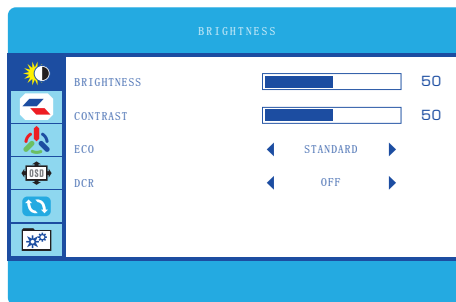 BRIGHTNESS
BRIGHTNESS 50
CONTRAST 50
ECO STANDARD
DCR OFF
OSD